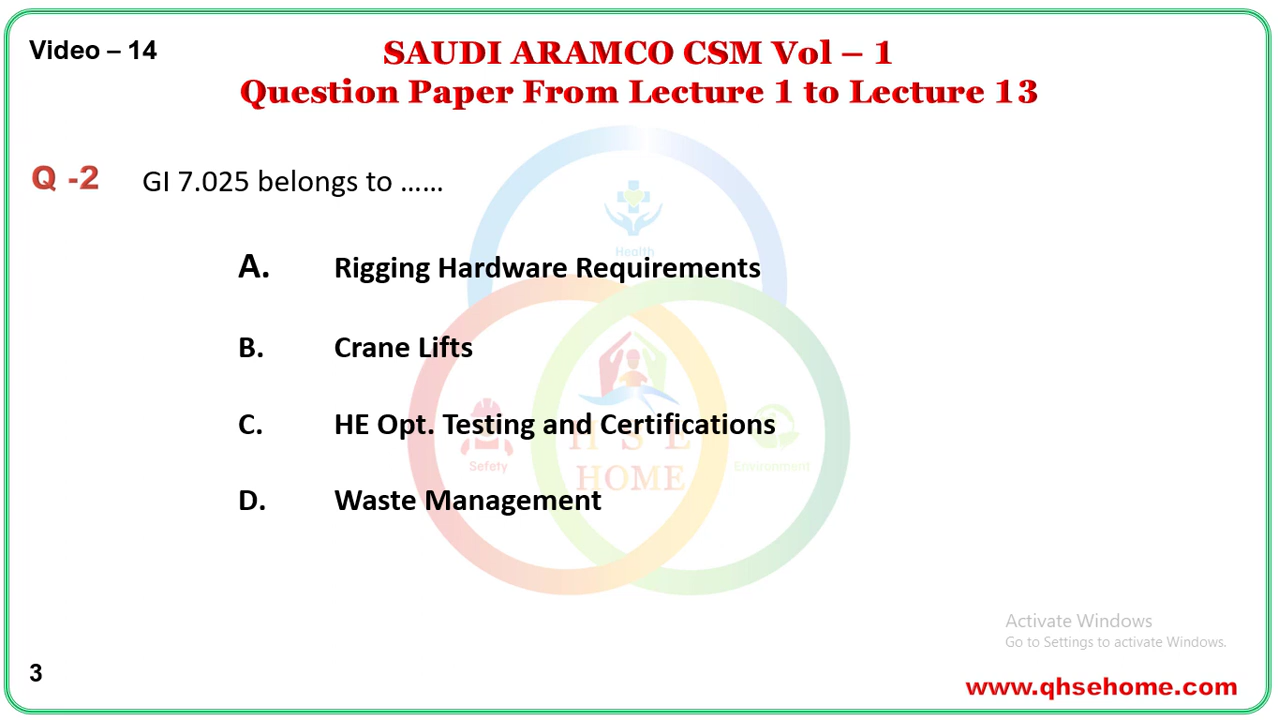 Video – 14
SAUDI ARAMCO CSM Vol – 1
Question Paper From Lecture 1 to Lecture 13
Q -2 GI 7.025 belongs to ......
Health
A. Rigging Hardware Requirements
B. Crane Lifts
C. HE Opt. Testing and Certifications
H S E
Sefety
HOME
Environment
D. Waste Management
Activate Windows
Go to Settings to activate Windows.
3
www.qhsehome.com